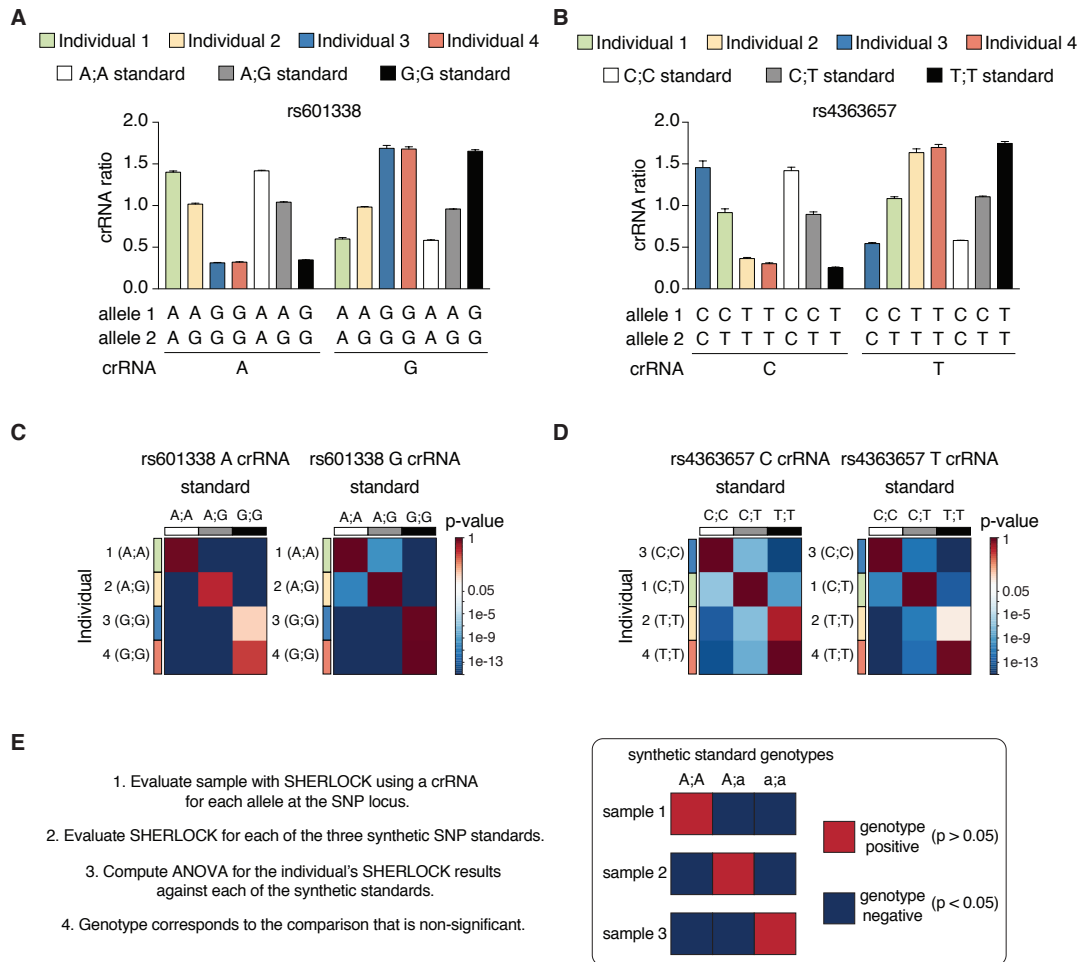 A
Individual 1 Individual 2 Individual 3 Individual 4
A;A standard A;G standard G;G standard
rs601338
2.0
1.5
1.0
0.5
0.0
crRNA ratio
allele 1 A A G G A A G A A G G A A G
allele 2 A G G G A G G A G G G A G G
crRNA A G
B
Individual 1 Individual 2 Individual 3 Individual 4
C;C standard C;T standard T;T standard
rs4363657
2.0
1.5
1.0
0.5
0.0
crRNA ratio
allele 1 C C T T C C T C C T T C C T
allele 2 C T T T C T T C T T T C T T
crRNA C T
C
rs601338 A crRNA rs601338 G crRNA
standard standard
A;A A;G G;G A;A A;G G;G p-value
Individual
1 (A;A) 1 (A;A)
2 (A;G) 2 (A;G)
3 (G;G) 3 (G;G)
4 (G;G) 4 (G;G)
1
0.05
1e-5
1e-9
1e-13
D
rs4363657 C crRNA rs4363657 T crRNA
standard standard
C;C C;T T;T C;C C;T T;T p-value
Individual
3 (C;C) 3 (C;C)
1 (C;T) 1 (C;T)
2 (T;T) 2 (T;T)
4 (T;T) 4 (T;T)
1
0.05
1e-5
1e-9
1e-13
E
1. Evaluate sample with SHERLOCK using a crRNA
for each allele at the SNP locus.
2. Evaluate SHERLOCK for each of the three synthetic SNP standards.
3. Compute ANOVA for the individual's SHERLOCK results
against each of the synthetic standards.
4. Genotype corresponds to the comparison that is non-significant.
synthetic standard genotypes
A;A A;a a;a
sample 1
sample 2
sample 3
genotype
positive (p > 0.05)
genotype
negative (p < 0.05)